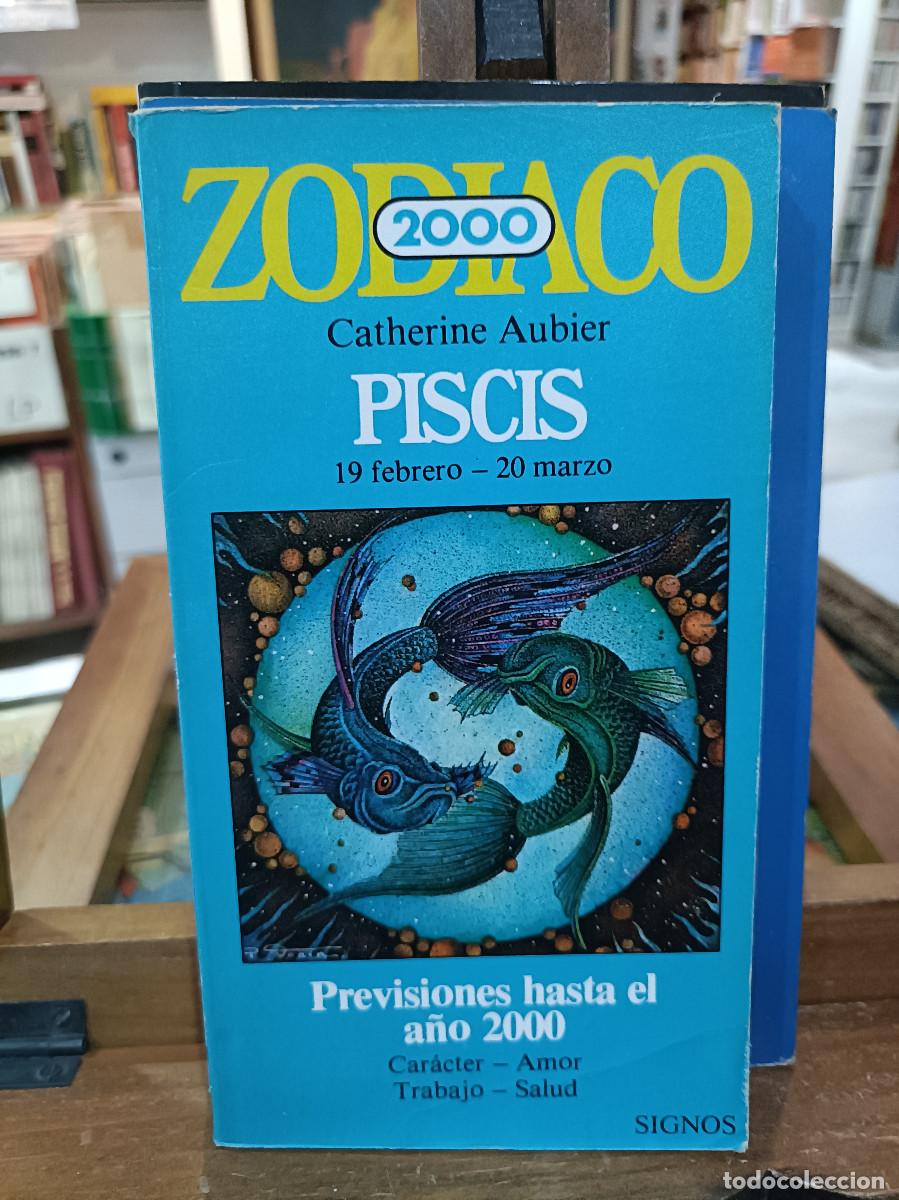 ZODIACO
2000
Catherine Aubier
PISCIS
19 febrero – 20 marzo
Previsiones hasta el
año 2000
Carácter – Amor
Trabajo – Salud
SIGNOS
todocoleccion